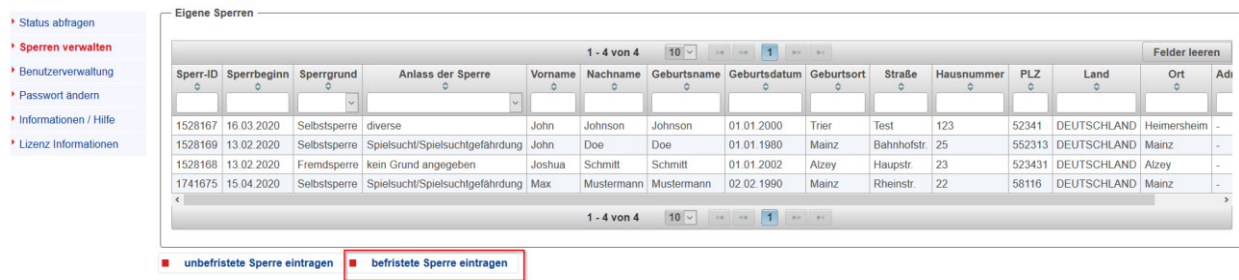 Eigene Sperren
Status abfragen
Sperren verwalten
Benutzerverwaltung
Passwort ändern
Informationen / Hilfe
Lizenz Informationen
1 - 4 von 4 10 1 Felder leeren
Sperr-ID Sperrbeginn Sperrgrund Anlass der Sperre Vorname Nachname Geburtsname Geburtsdatum Geburtsort Straße Hausnummer PLZ Land Ort
1528167 16.03.2020 Selbstsperre diverse John Johnson Johnson 01.01.2000 Trier Test 123 52341 DEUTSCHLAND Heimersheim -
1528169 13.02.2020 Selbstsperre Spielsucht/Spielsuchtgefährdung John Doe Doe 01.01.1980 Mainz Bahnhofstr. 25 552313 DEUTSCHLAND Mainz -
1528168 13.02.2020 Fremdsperre kein Grund angegeben Joshua Schmitt Schmitt 01.01.2002 Alzey Haupstr. 23 523431 DEUTSCHLAND Alzey -
1741675 15.04.2020 Selbstsperre Spielsucht/Spielsuchtgefährdung Max Mustermann Mustermann 02.02.1990 Mainz Rheinstr. 22 58116 DEUTSCHLAND Mainz -
1 - 4 von 4 10 1
unbefristete Sperre eintragen befristete Sperre eintragen